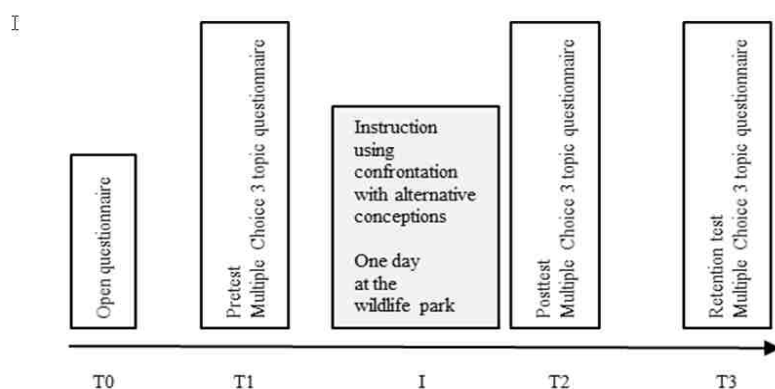 Open questionnaire
Pretest
Multiple Choice 3 topic questionnaire
Instruction
using
confrontation
with alternative
conceptions
One day
at the
wildlife park
Posttest
Multiple Choice 3 topic questionnaire
Retention test
Multiple Choice 3 topic questionnaire
T0 T1 I T2 T3